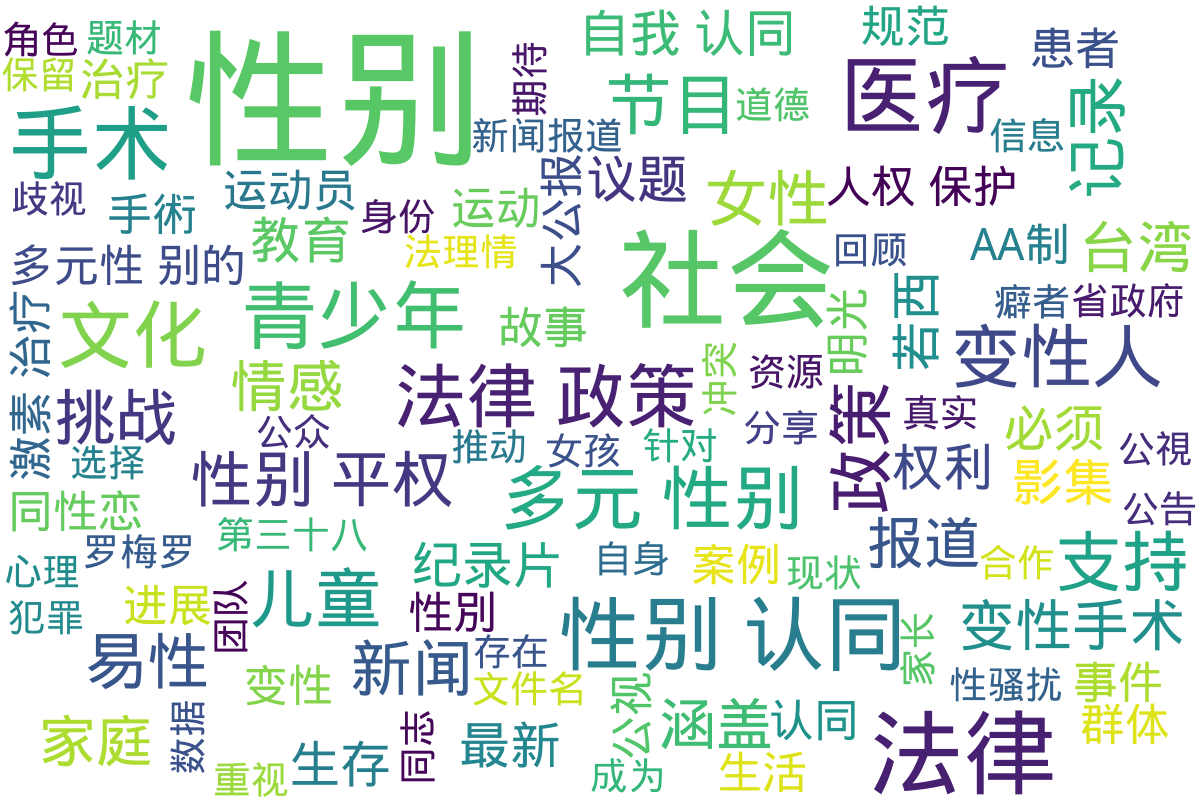 角色
题材
自我 认同
规范
患者
保留
治疗
性别
期待
节目
道德
医疗
记录
手术
新闻报道
信息
歧视
手術
运动员
身份
运动
大公报
议题
女性
人权 保护
多元性 别的
教育
法理情
社会
回顾
AA制
台湾
激素 治疗
文化
青少年
故事
明光
若西
癖者
省政府
变性人
挑战
情感
法律 政策
冲突
资源
政策
真实
必须
公視
选择
公众
推动
女孩
针对
分享
权利
影集
公告
同性恋
性别 平权
多元 性别
第三十八
报道
支持
心理
罗梅罗
纪录片
自身
案例
现状
合作
犯罪
进展
团队
儿童
性別
性别 认同
家长
变性手术
易性
新闻
存在
变性
文件名
公视
性骚扰
事件
家庭
数据
生存
同志
最新
涵盖
认同
法律
群体
重视
成为
生活